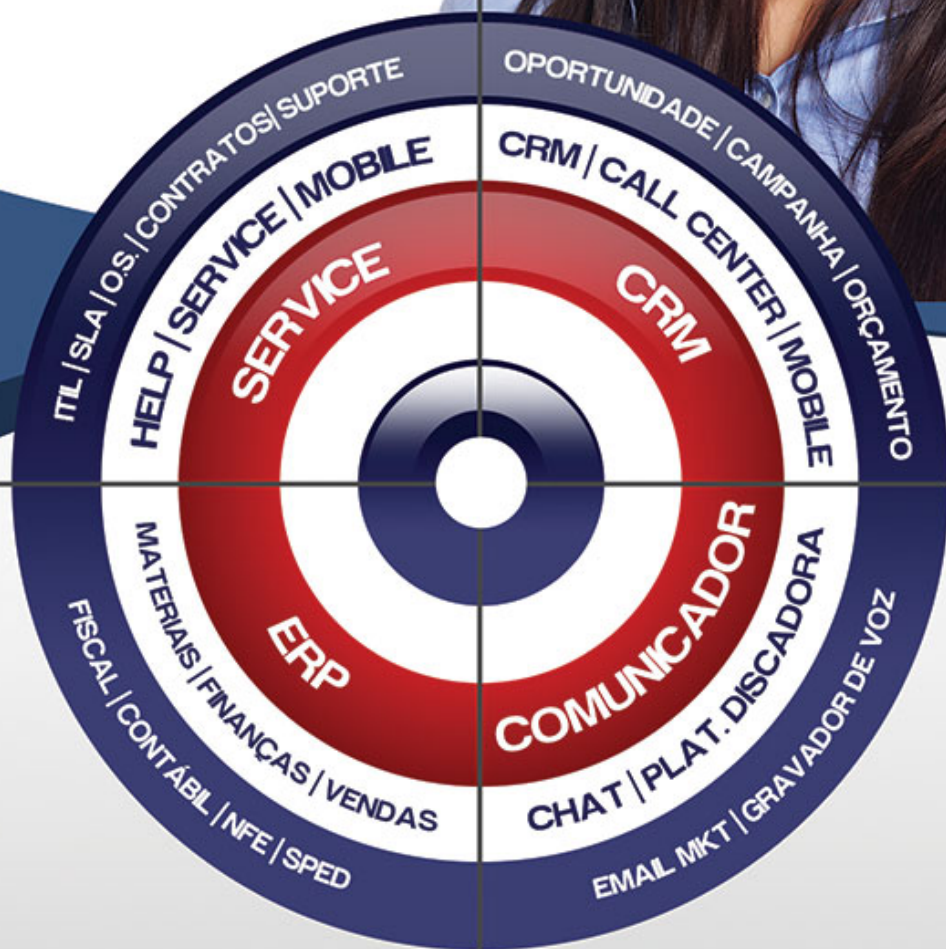 ITIL | SLA | O.S. | CONTRATOS | SUPORTE
HELP | SERVICE | MOBILE
SERVICE
OPORTUNIDADE | CAMPANHA | ORÇAMENTO
CRM | CALL CENTER | MOBILE
CRM
ERP
MATERIAIS | FINANÇAS | VENDAS
FISCAL | CONTÁBIL | NFE | SPED
COMUNICADOR
CHAT | PLAT. DISCADORA
EMAIL MKT | GRAVADOR DE VOZ